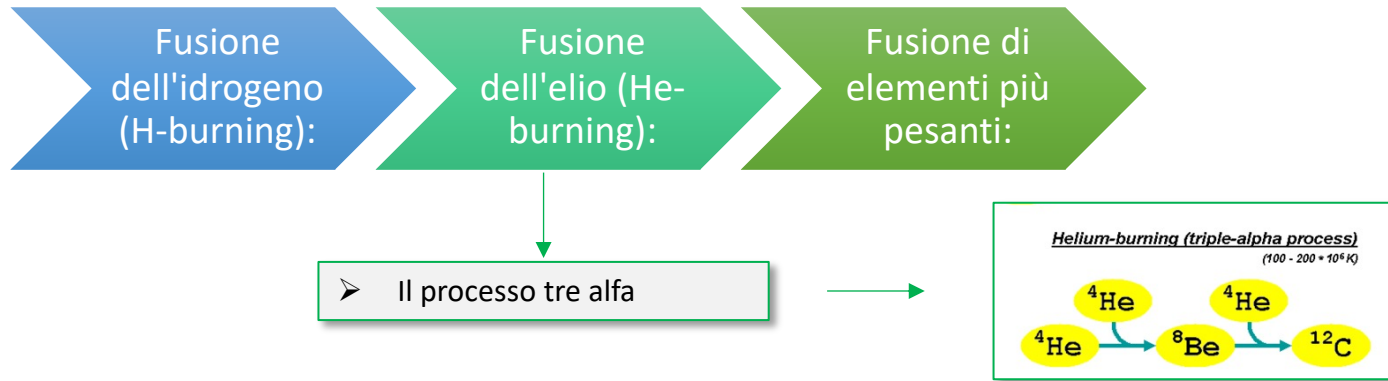 Fusione
dell'idrogeno
(H-burning):
Fusione
dell'elio (He-
burning):
Fusione di
elementi più
pesanti:
➢ Il processo tre alfa
Helium-burning (triple-alpha process)
(100 - 200 * 10⁶ K)
⁴He ⁴He
⁴He ⁸Be ¹²C